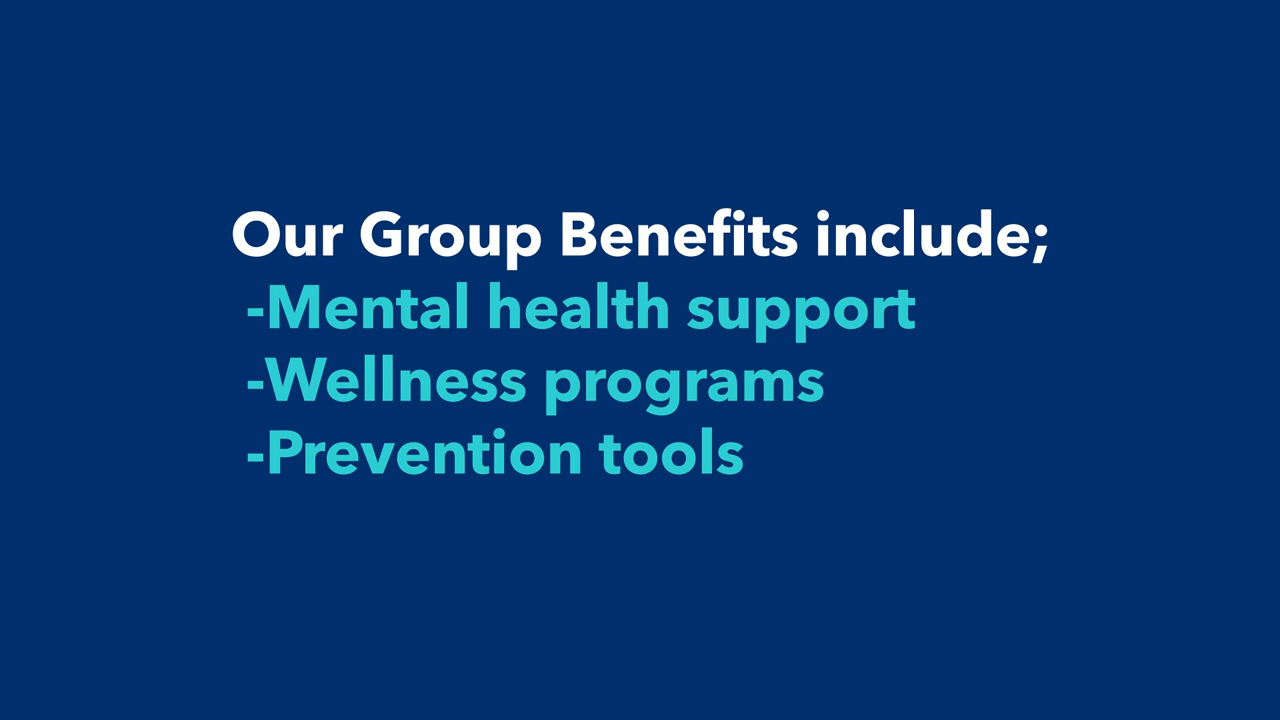 Our Group Benefits include;
-Mental health support
-Wellness programs
-Prevention tools